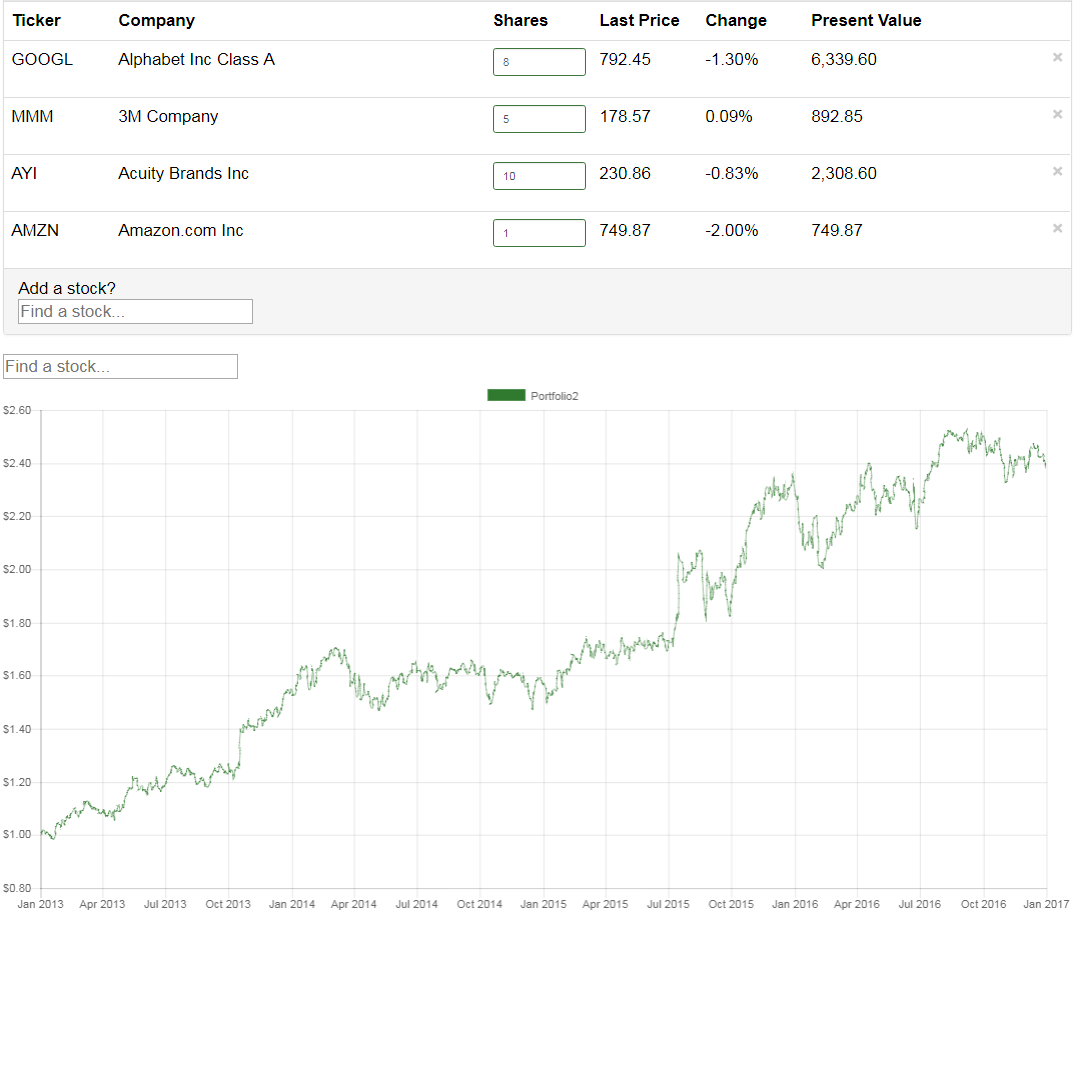 Ticker Company Shares Last Price Change Present Value
GOOGL Alphabet Inc Class A 8 792.45 -1.30% 6,339.60 ×
MMM 3M Company 5 178.57 0.09% 892.85 ×
AYI Acuity Brands Inc 10 230.86 -0.83% 2,308.60 ×
AMZN Amazon.com Inc 1 749.87 -2.00% 749.87 ×
Add a stock?
Find a stock...
Find a stock...
Portfolio2
$2.60
$2.40
$2.20
$2.00
$1.80
$1.60
$1.40
$1.20
$1.00
$0.80
Jan 2013 Apr 2013 Jul 2013 Oct 2013 Jan 2014 Apr 2014 Jul 2014 Oct 2014 Jan 2015 Apr 2015 Jul 2015 Oct 2015 Jan 2016 Apr 2016 Jul 2016 Oct 2016 Jan 2017